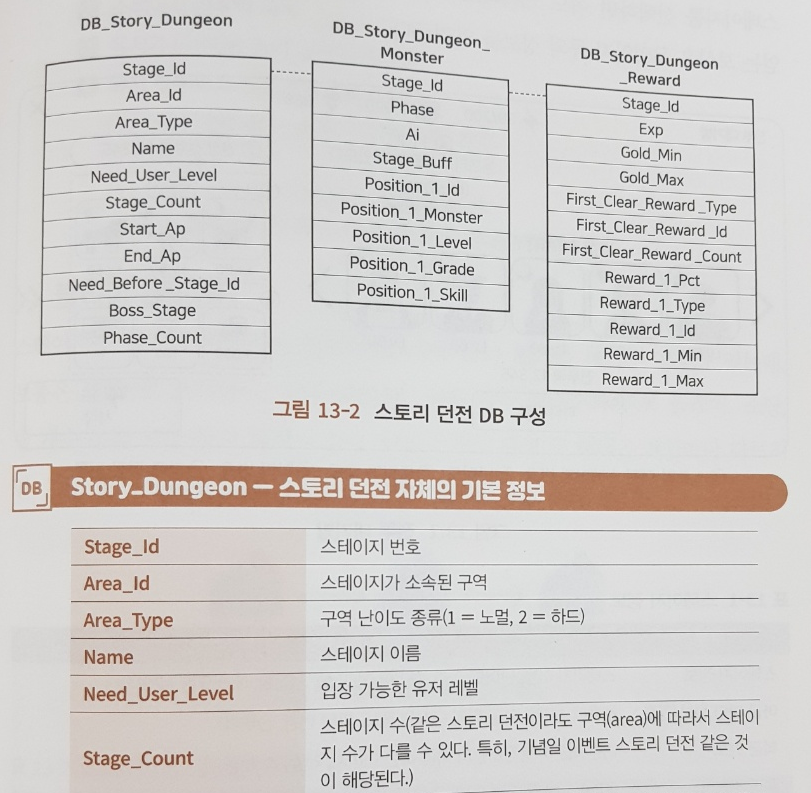 DB_Story_Dungeon
Stage_Id
Area_Id
Area_Type
Name
Need_User_Level
Stage_Count
Start_Ap
End_Ap
Need_Before_Stage_Id
Boss_Stage
Phase_Count
DB_Story_Dungeon_
Monster
Stage_Id
Phase
Ai
Stage_Buff
Position_1_Id
Position_1_Monster
Position_1_Level
Position_1_Grade
Position_1_Skill
DB_Story_Dungeon
_Reward
Stage_Id
Exp
Gold_Min
Gold_Max
First_Clear_Reward_Type
First_Clear_Reward_Id
First_Clear_Reward_Count
Reward_1_Pct
Reward_1_Type
Reward_1_Id
Reward_1_Min
Reward_1_Max
그림 13-2 스토리 던전 DB 구성
DB Story_Dungeon — 스토리 던전 자체의 기본 정보
Stage_Id 스테이지 번호
Area_Id 스테이지가 소속된 구역
Area_Type 구역 난이도 종류(1 = 노멀, 2 = 하드)
Name 스테이지 이름
Need_User_Level 입장 가능한 유저 레벨
Stage_Count 스테이지 수(같은 스토리 던전이라도 구역(area)에 따라서 스테이
지 수가 다를 수 있다. 특히, 기념일 이벤트 스토리 던전 같은 것
이 해당된다.)